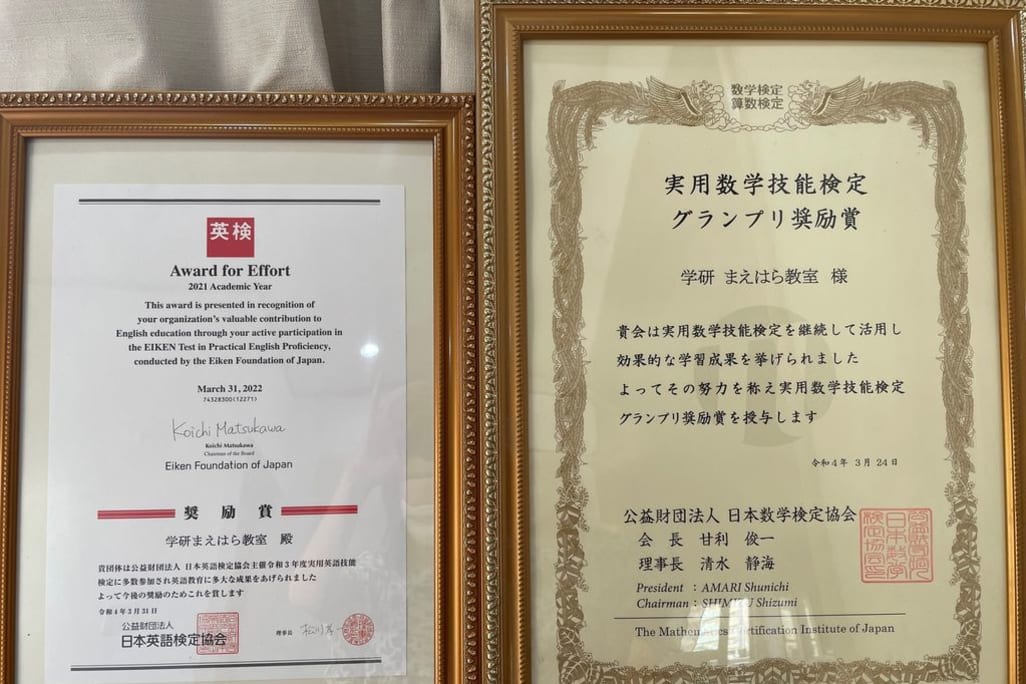 英検
Award for Effort
2021 Academic Year
This award is presented in recognition of
your organization's valuable contribution to
English education through your active participation in
the EIKEN Test in Practical English Proficiency,
conducted by the Eiken Foundation of Japan.
March 31, 2022
74328300(12271)
Koichi Matsukawa
Koichi Matsukawa
Chairman of the Board
Eiken Foundation of Japan
奨励賞
学研まえはら教室 殿
貴団体は公益財団法人 日本英語検定協会主催令和3年度実用英語技能
検定に多数参加され英語教育に多大な成果をあげられました
よって今後の奨励のためこれを賞します
令和4年3月31日
公益財団法人
日本英語検定協会
理事長
数学検定
算数検定
実用数学技能検定
グランプリ奨励賞
学研 まえはら教室 様
貴会は実用数学技能検定を継続して活用し
効果的な学習成果を挙げられました
よってその努力を称え実用数学技能検定
グランプリ奨励賞を授与します
令和4年 3月24日
公益財団法人 日本数学検定協会
会長 甘利 俊一
理事長 清水 静海
President : AMARI Shunichi
Chairman : SHIMIZU Shizumi
The Mathematics Certification Institute of Japan